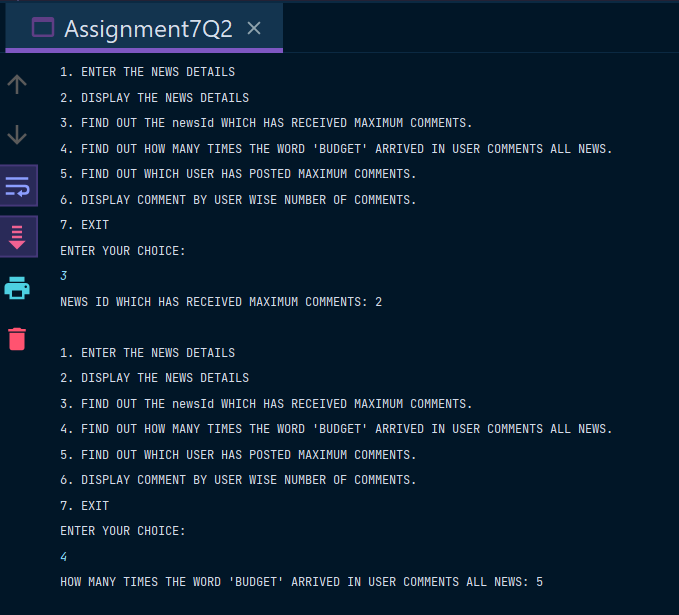 Assignment7Q2
1. ENTER THE NEWS DETAILS
2. DISPLAY THE NEWS DETAILS
3. FIND OUT THE newsId WHICH HAS RECEIVED MAXIMUM COMMENTS.
4. FIND OUT HOW MANY TIMES THE WORD 'BUDGET' ARRIVED IN USER COMMENTS ALL NEWS.
5. FIND OUT WHICH USER HAS POSTED MAXIMUM COMMENTS.
6. DISPLAY COMMENT BY USER WISE NUMBER OF COMMENTS.
7. EXIT
ENTER YOUR CHOICE:
3
NEWS ID WHICH HAS RECEIVED MAXIMUM COMMENTS: 2
1. ENTER THE NEWS DETAILS
2. DISPLAY THE NEWS DETAILS
3. FIND OUT THE newsId WHICH HAS RECEIVED MAXIMUM COMMENTS.
4. FIND OUT HOW MANY TIMES THE WORD 'BUDGET' ARRIVED IN USER COMMENTS ALL NEWS.
5. FIND OUT WHICH USER HAS POSTED MAXIMUM COMMENTS.
6. DISPLAY COMMENT BY USER WISE NUMBER OF COMMENTS.
7. EXIT
ENTER YOUR CHOICE:
4
HOW MANY TIMES THE WORD 'BUDGET' ARRIVED IN USER COMMENTS ALL NEWS: 5